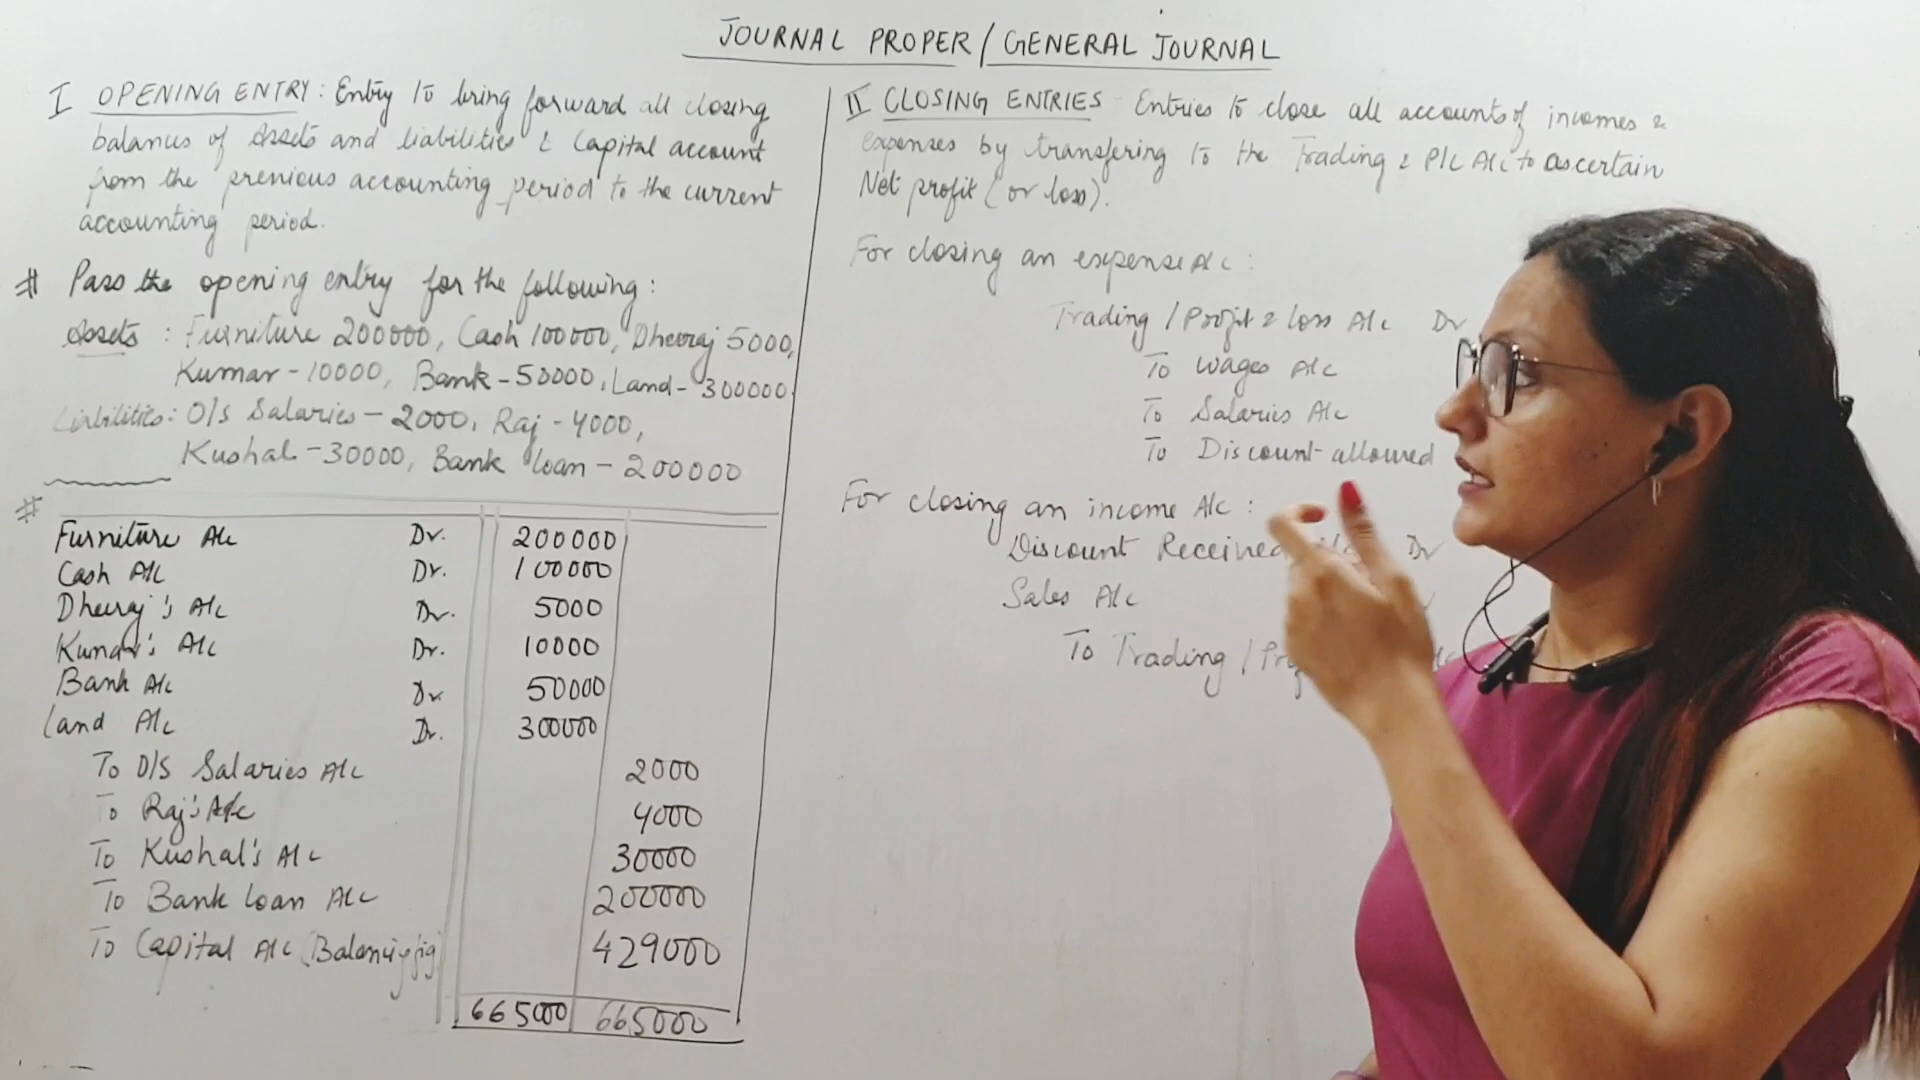 JOURNAL PROPER / GENERAL JOURNAL
I OPENING ENTRY: Entry to bring forward all closing
balances of Assets and liabilities & Capital account
from the previous accounting period to the current
accounting period.
# Pass the opening entry for the following:
Assets: Furniture 200000, Cash 100000, Dheeraj 5000,
Kumar - 10000, Bank - 50000, Land - 300000
Liabilities: O/S Salaries - 2000, Raj - 4000,
Kushal - 30000, Bank loan - 200000
#
Furniture A/c Dr. 200000
Cash A/c Dr. 100000
Dheeraj's A/c Dr. 5000
Kumar's A/c Dr. 10000
Bank A/c Dr 50000
Land A/c Dr. 300000
To O/S Salaries A/c 2000
To Raj's A/c 4000
To Kushal's A/c 30000
To Bank Loan A/c 200000
To Capital A/c (Balancing fig 429000
665000 665000
II CLOSING ENTRIES - Entries to close all accounts of incomes &
expenses by transfering to the Trading & P/L A/c to ascertain
Net profit (or loss).
For closing an expense A/c:
Trading / Profit & loss A/c Dr
To Wages A/c
To Salaries A/c
To Discount allowed
For closing an income A/c:
Discount Received Dr
Sales A/c
To Trading /